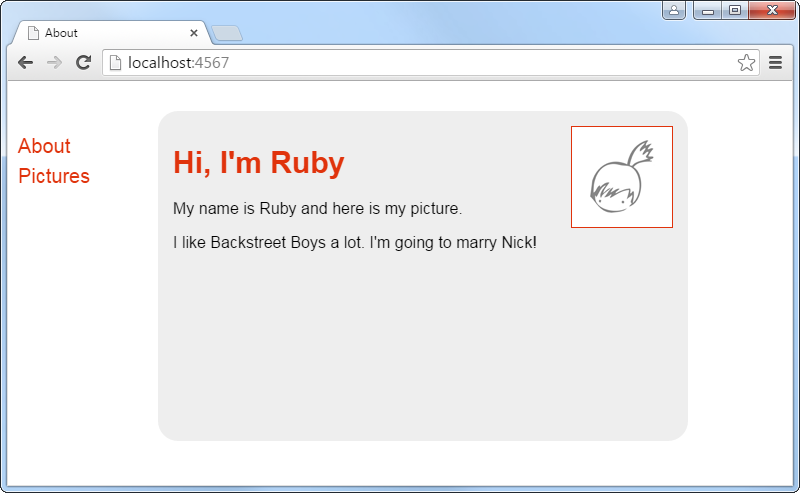 About
localhost:4567
About
Pictures
Hi, I'm Ruby
My name is Ruby and here is my picture.
I like Backstreet Boys a lot. I'm going to marry Nick!